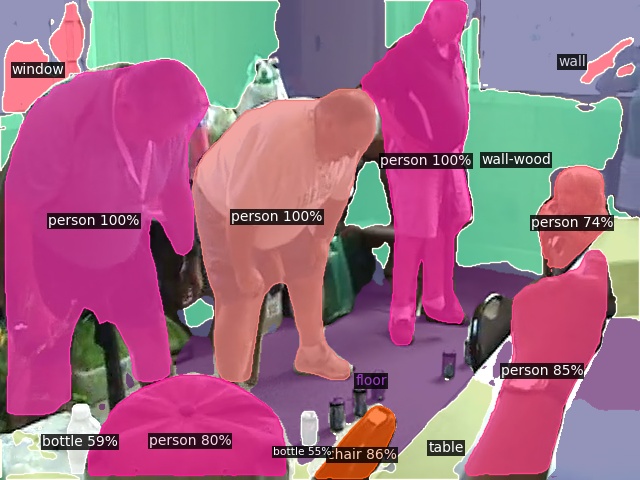 window
wall
person 100%
wall-wood
person 100%
person 100%
person 74%
person 85%
floor
bottle 59%
person 80%
bottle 55%
chair 86%
table